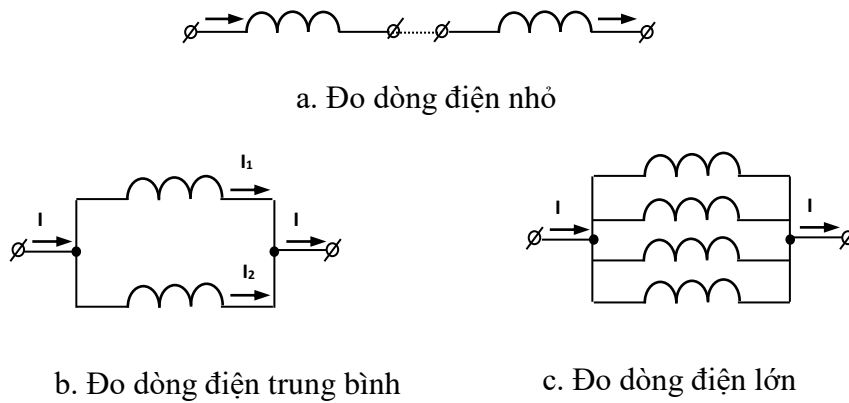 a. Đo dòng điện nhỏ
I₁
I
I
I₂
b. Đo dòng điện trung bình
I
I
c. Đo dòng điện lớn